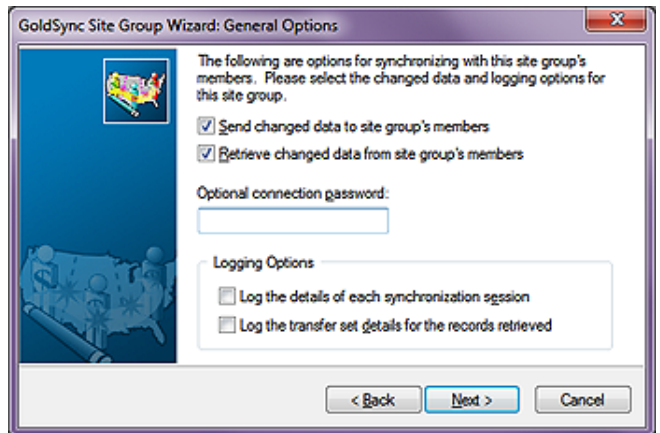 GoldSync Site Group Wizard: General Options
The following are options for synchronizing with this site group's
members. Please select the changed data and logging options for
this site group.
Send changed data to site group's members
Retrieve changed data from site group's members
Optional connection password:
Logging Options
Log the details of each synchronization session
Log the transfer set details for the records retrieved
< Back
Next >
Cancel